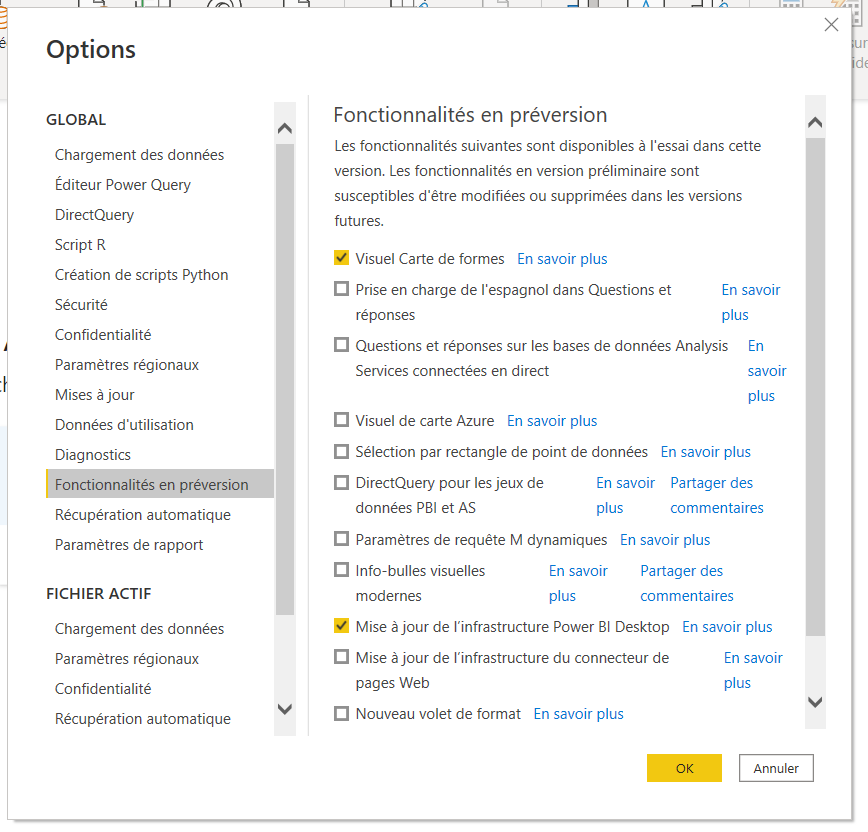 Options
GLOBAL
Chargement des données
Éditeur Power Query
DirectQuery
Script R
Création de scripts Python
Sécurité
Confidentialité
Paramètres régionaux
Mises à jour
Données d'utilisation
Diagnostics
Fonctionnalités en préversion
Récupération automatique
Paramètres de rapport
FICHIER ACTIF
Chargement des données
Paramètres régionaux
Confidentialité
Récupération automatique
Fonctionnalités en préversion
Les fonctionnalités suivantes sont disponibles à l'essai dans cette
version. Les fonctionnalités en version préliminaire sont
susceptibles d'être modifiées ou supprimées dans les versions
futures.
Visuel Carte de formes En savoir plus
Prise en charge de l'espagnol dans Questions et En savoir
réponses plus
Questions et réponses sur les bases de données Analysis En
Services connectées en direct savoir
plus
Visuel de carte Azure En savoir plus
Sélection par rectangle de point de données En savoir plus
DirectQuery pour les jeux de En savoir Partager des
données PBI et AS plus commentaires
Paramètres de requête M dynamiques En savoir plus
Info-bulles visuelles En savoir Partager des
modernes plus commentaires
Mise à jour de l’infrastructure Power BI Desktop En savoir plus
Mise à jour de l’infrastructure du connecteur de En savoir
pages Web plus
Nouveau volet de format En savoir plus
OK Annuler